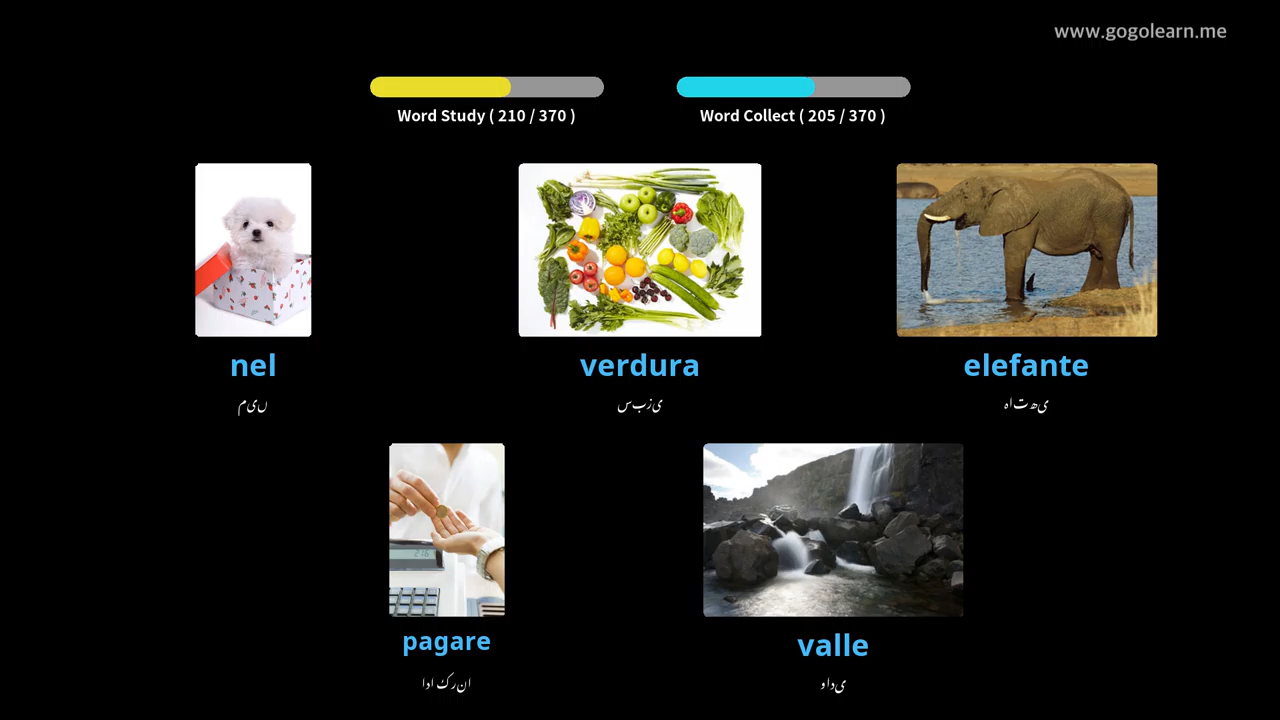 www.gogolearn.me
Word Study ( 210 / 370 )
Word Collect ( 205 / 370 )
nel
میں
verdura
سبزی
elefante
ہاتھی
pagare
ادا کرنا
valle
وادی